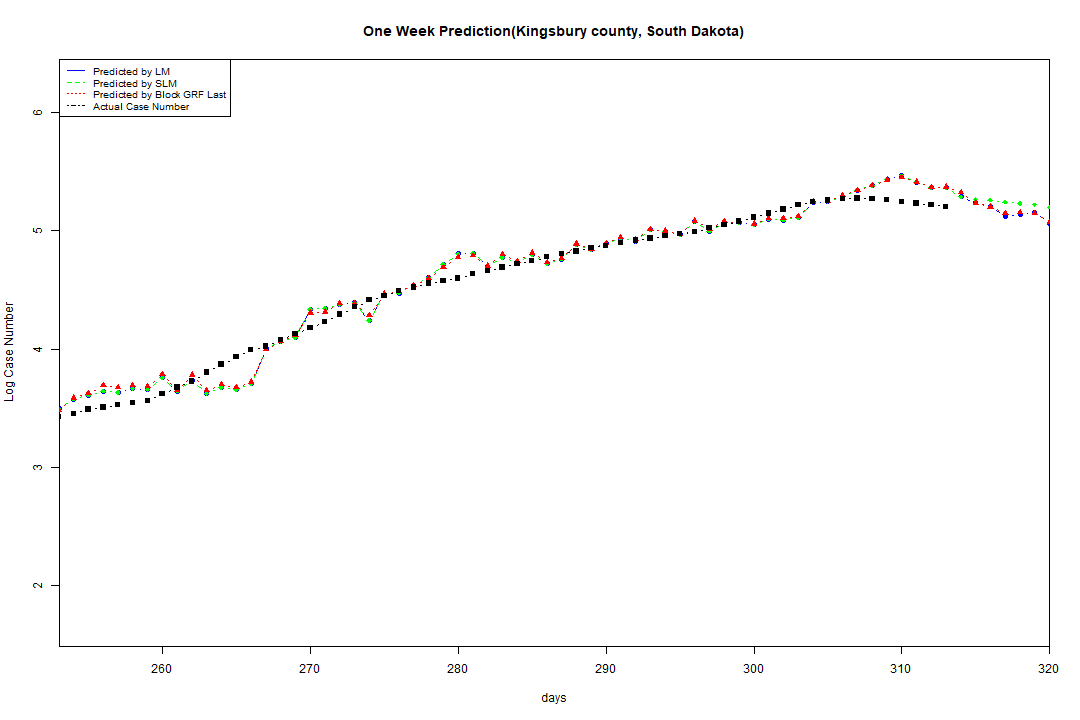 One Week Prediction(Kingsbury county, South Dakota)
Predicted by LM
Predicted by SLM
Predicted by Block GRF Last
Actual Case Number
6
5
4
3
2
Log Case Number
260 270 280 290 300 310 320
days